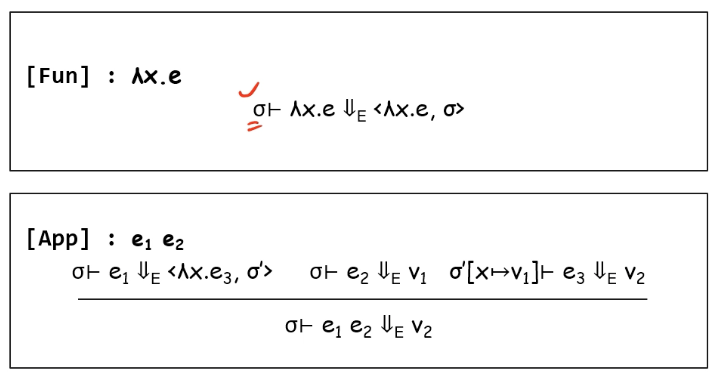 [Fun] : λx.e
σ⊢ λx.e ⇓E <λx.e, σ>
[App] : e₁ e₂
σ⊢ e₁ ⇓E <λx.e₃, σ'> σ⊢ e₂ ⇓E v₁ σ'[x↦v₁]⊢ e₃ ⇓E v₂
σ⊢ e₁ e₂ ⇓E v₂